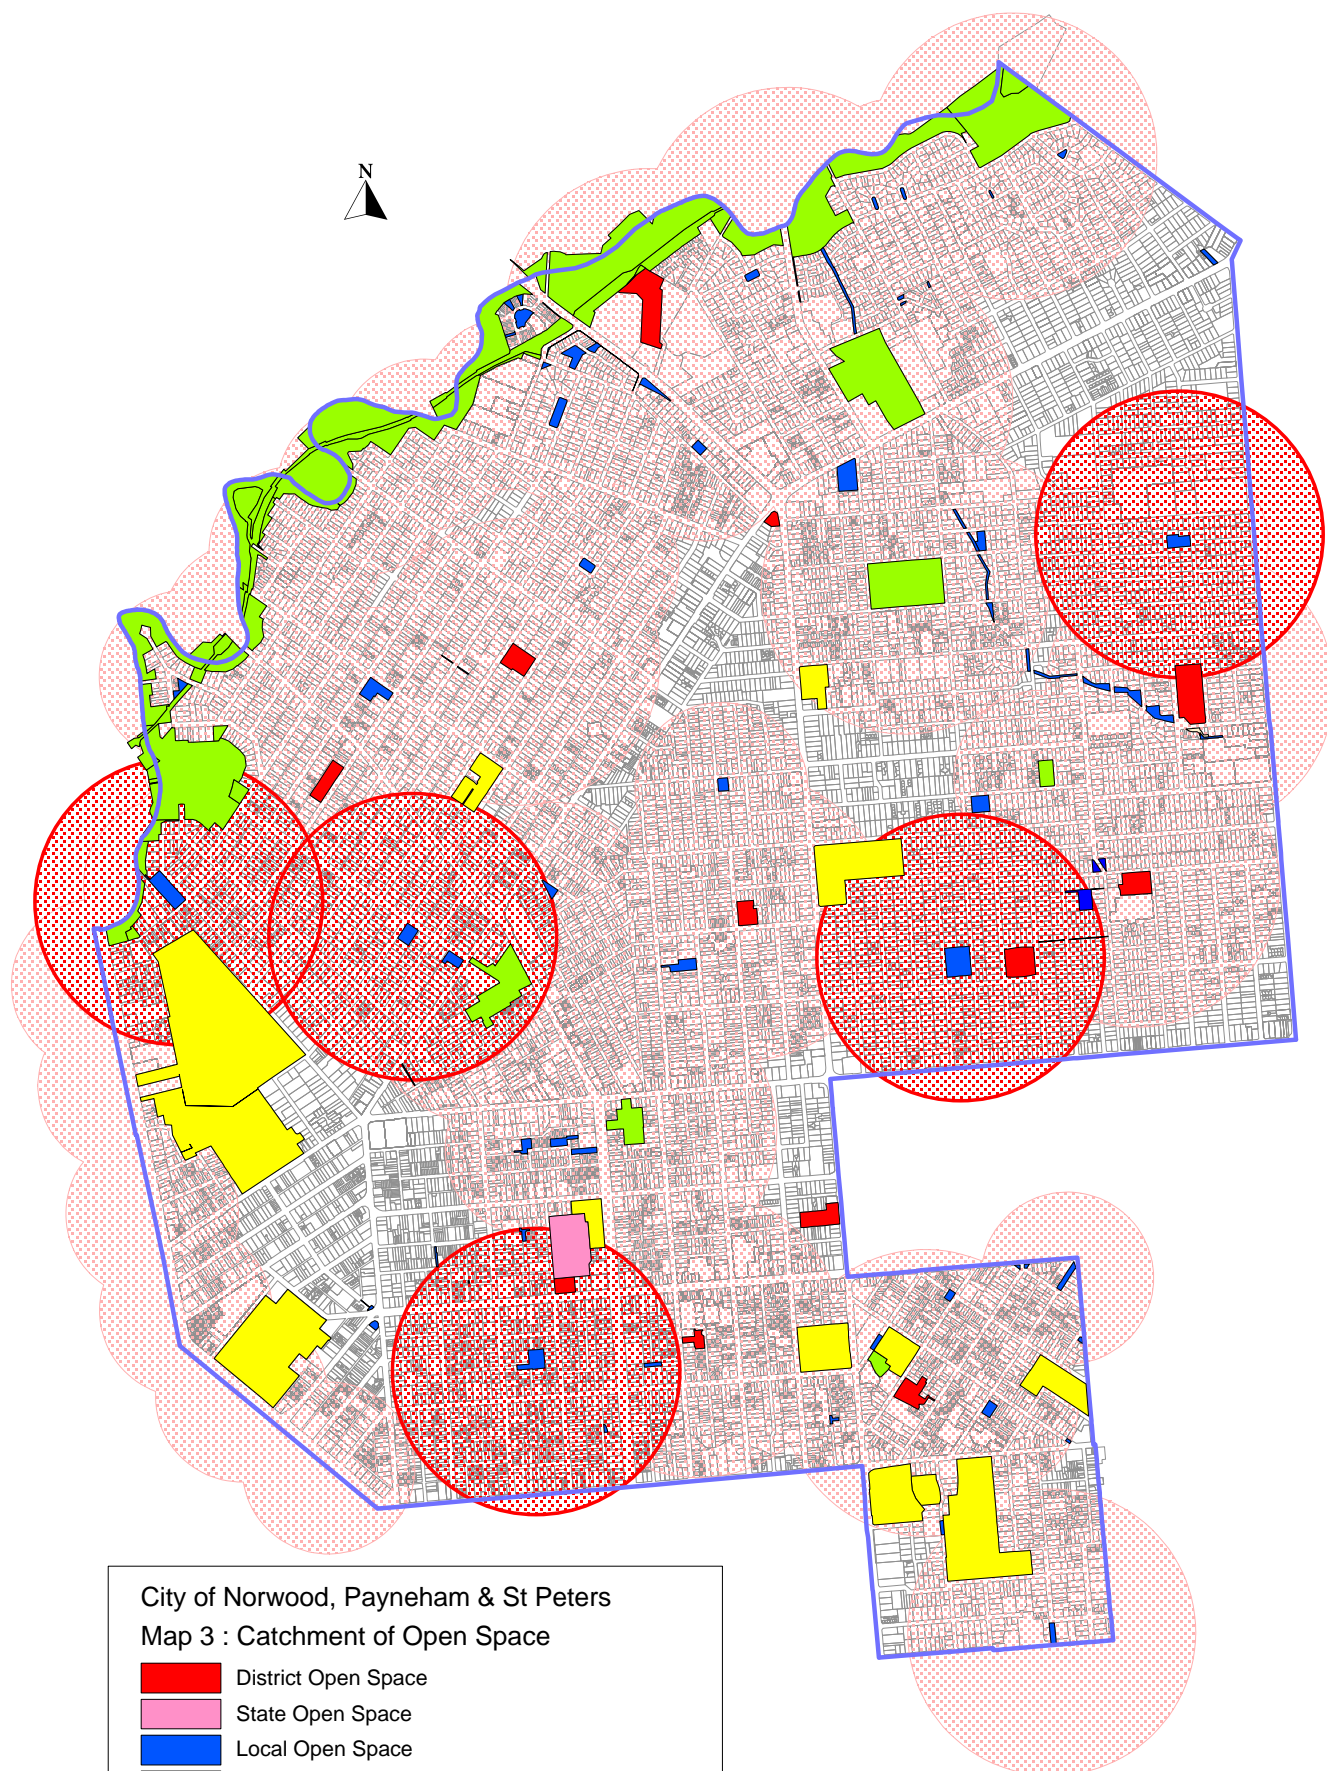 N
City of Norwood, Payneham & St Peters
Map 3 : Catchment of Open Space
District Open Space
State Open Space
Local Open Space